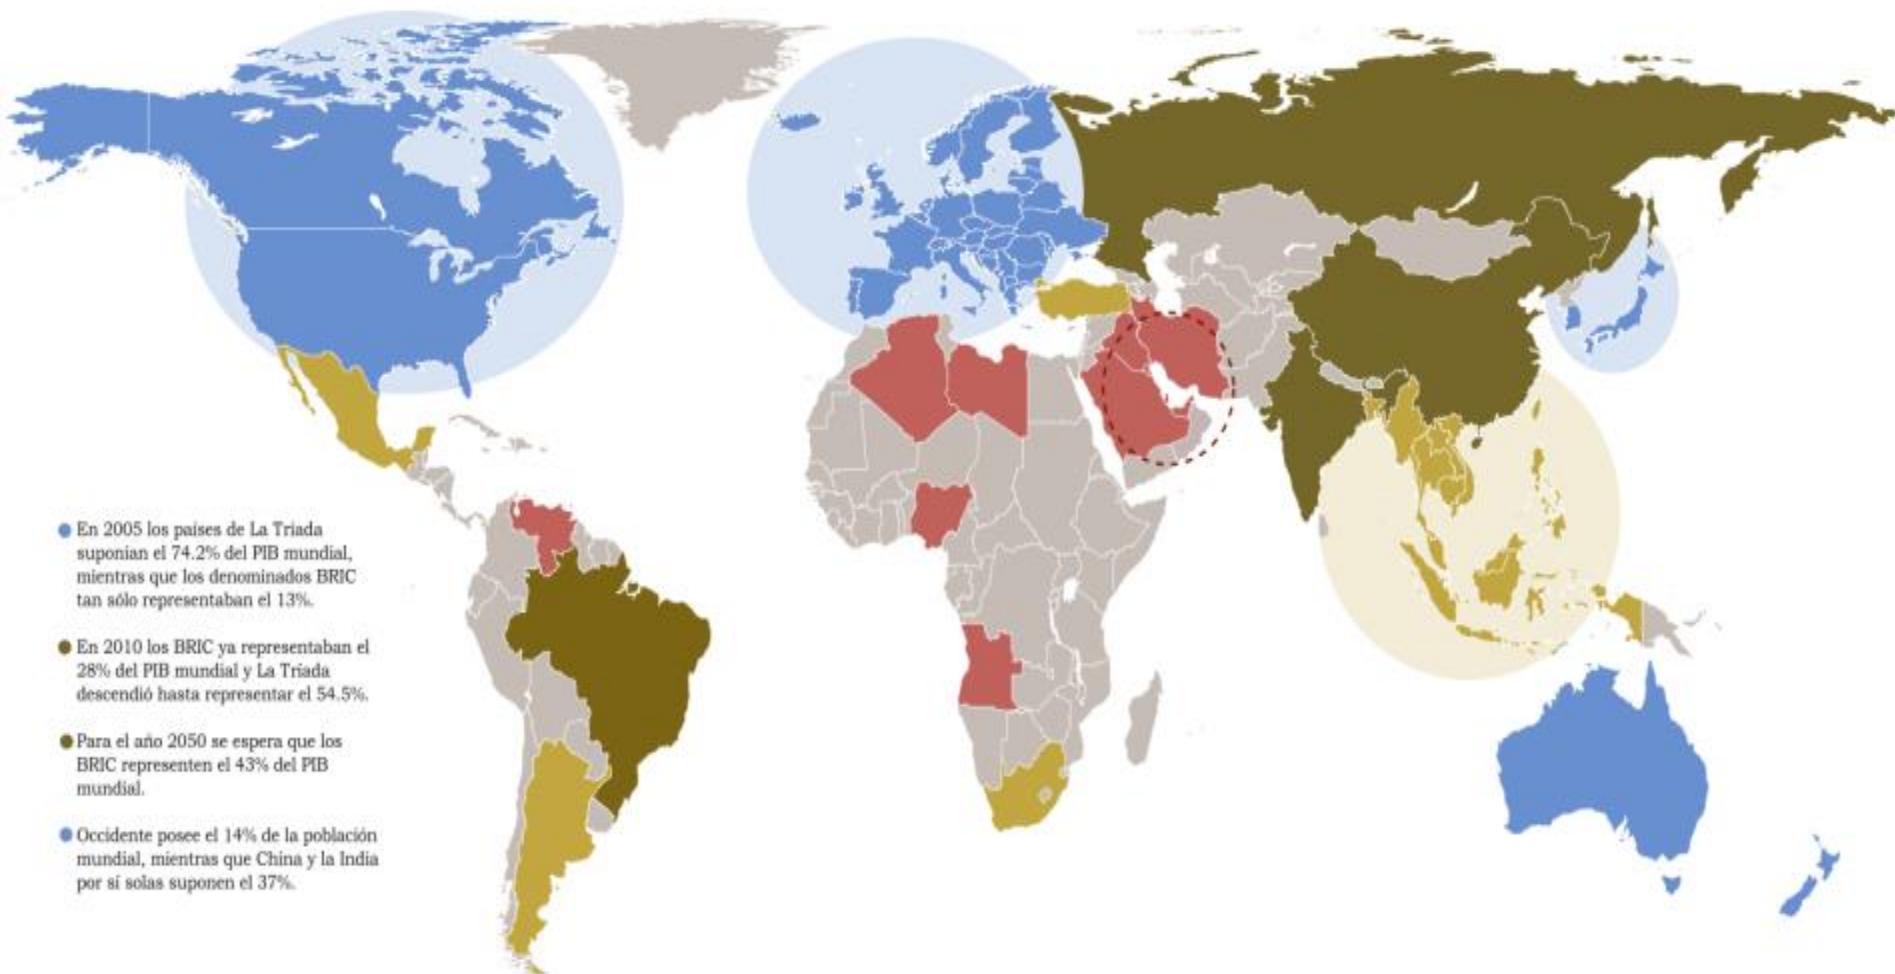 En 2005 los países de La Tríada
suponían el 74.2% del PIB mundial,
mientras que los denominados BRIC
tan sólo representaban el 13%.
En 2010 los BRIC ya representaban el
28% del PIB mundial y La Tríada
descendió hasta representar el 54.5%.
Para el año 2050 se espera que los
BRIC representen el 43% del PIB
mundial.
Occidente posee el 14% de la población
mundial, mientras que China y la India
por sí solas suponen el 37%.